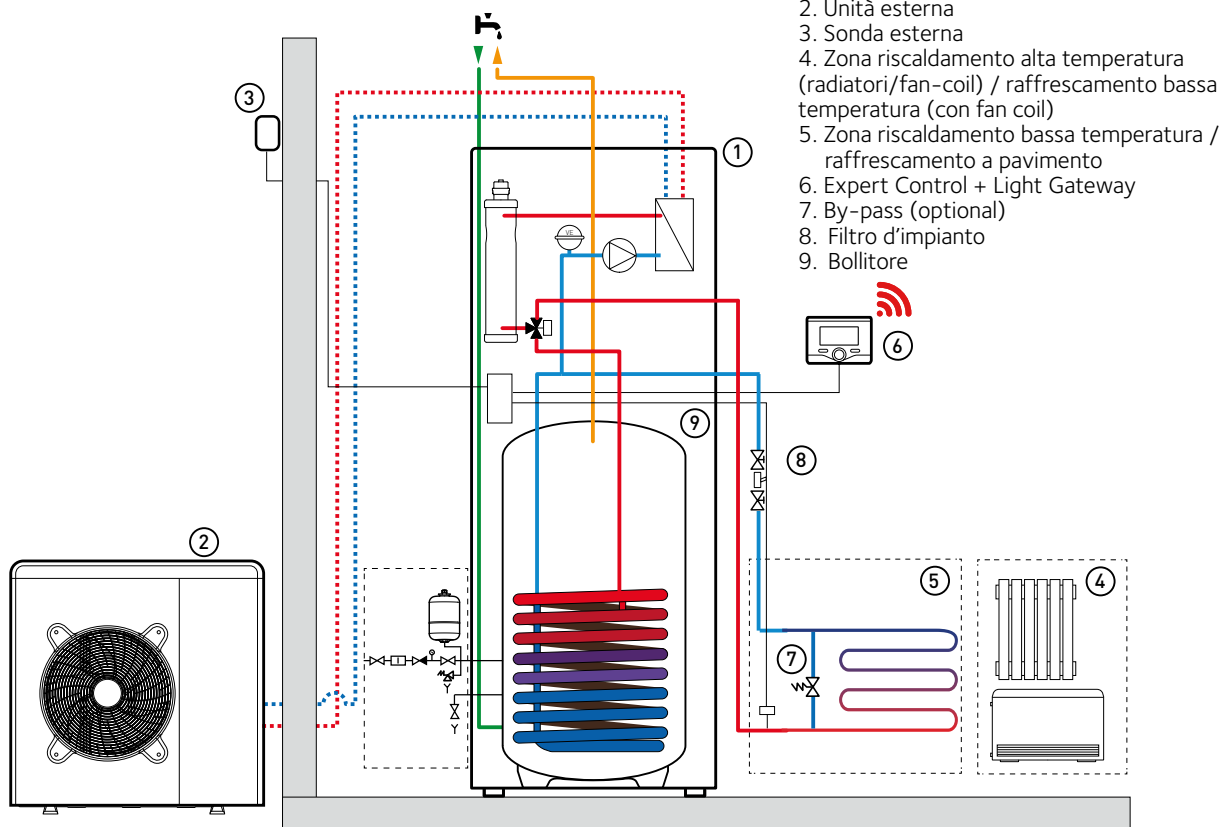 2. Unità esterna
3. Sonda esterna
4. Zona riscaldamento alta temperatura
(radiatori/fan-coil) / raffrescamento bassa
temperatura (con fan coil)
5. Zona riscaldamento bassa temperatura /
raffrescamento a pavimento
6. Expert Control + Light Gateway
7. By-pass (optional)
8. Filtro d'impianto
9. Bollitore
3
1
VE
6
9
8
2
5
4
7